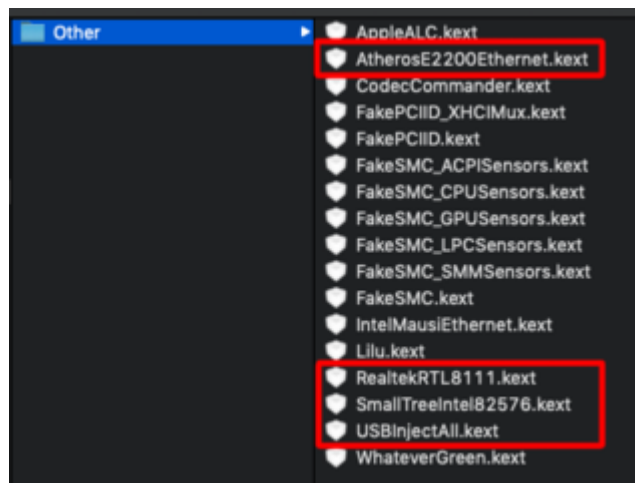 Other
AppleALC.kext
AtherosE2200Ethernet.kext
CodecCommander.kext
FakePCIID_XHCIMux.kext
FakePCIID.kext
FakeSMC_ACPISensors.kext
FakeSMC_CPUSensors.kext
FakeSMC_GPUSensors.kext
FakeSMC_LPCSensors.kext
FakeSMC_SMMSensors.kext
FakeSMC.kext
IntelMausiEthernet.kext
Lilu.kext
RealtekRTL8111.kext
SmallTreeIntel82576.kext
USBInjectAll.kext
WhateverGreen.kext